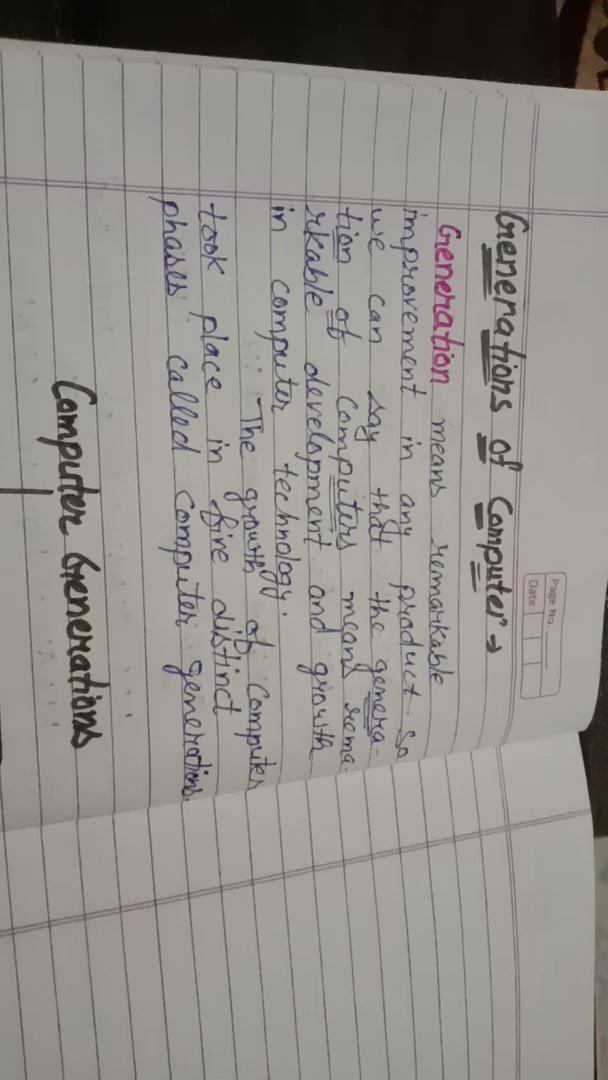 Page No.
Date:
Generations of Computer →
Generation means remarkable
improvement in any product. So
we can say that the genera-
tion of computers means rema-
rkable development and growth
in computer technology.
The growth of computer
took place in five distinct
phases called computer generations.
Computer Generations